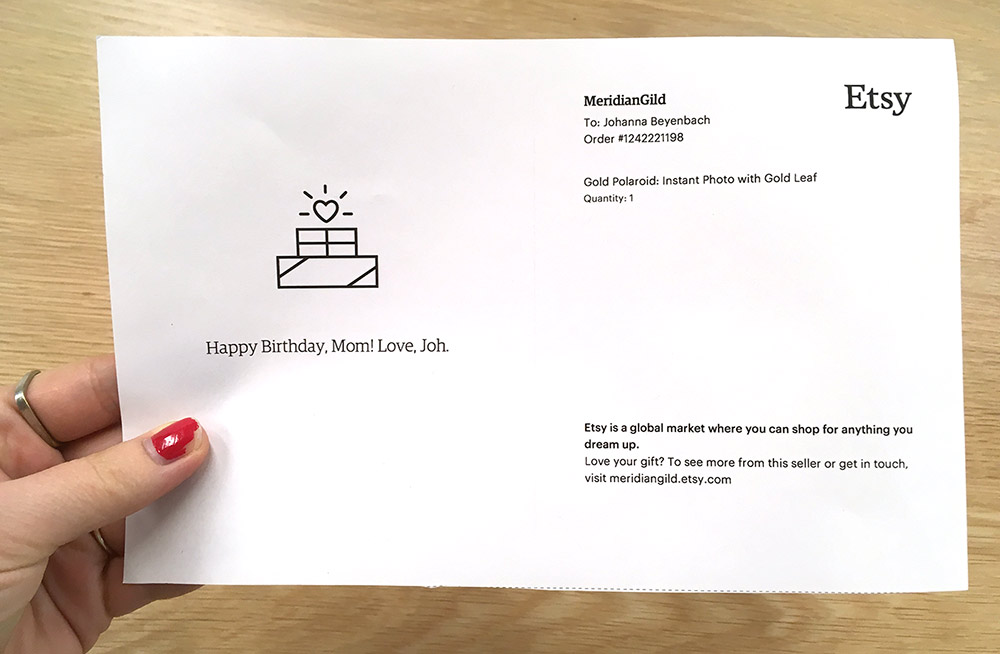 Happy Birthday, Mom! Love, Joh.
Etsy
MeridianGild
To: Johanna Beyenbach
Order #1242221198
Gold Polaroid: Instant Photo with Gold Leaf
Quantity: 1
Etsy is a global market where you can shop for anything you
dream up.
Love your gift? To see more from this seller or get in touch,
visit meridiangild.etsy.com